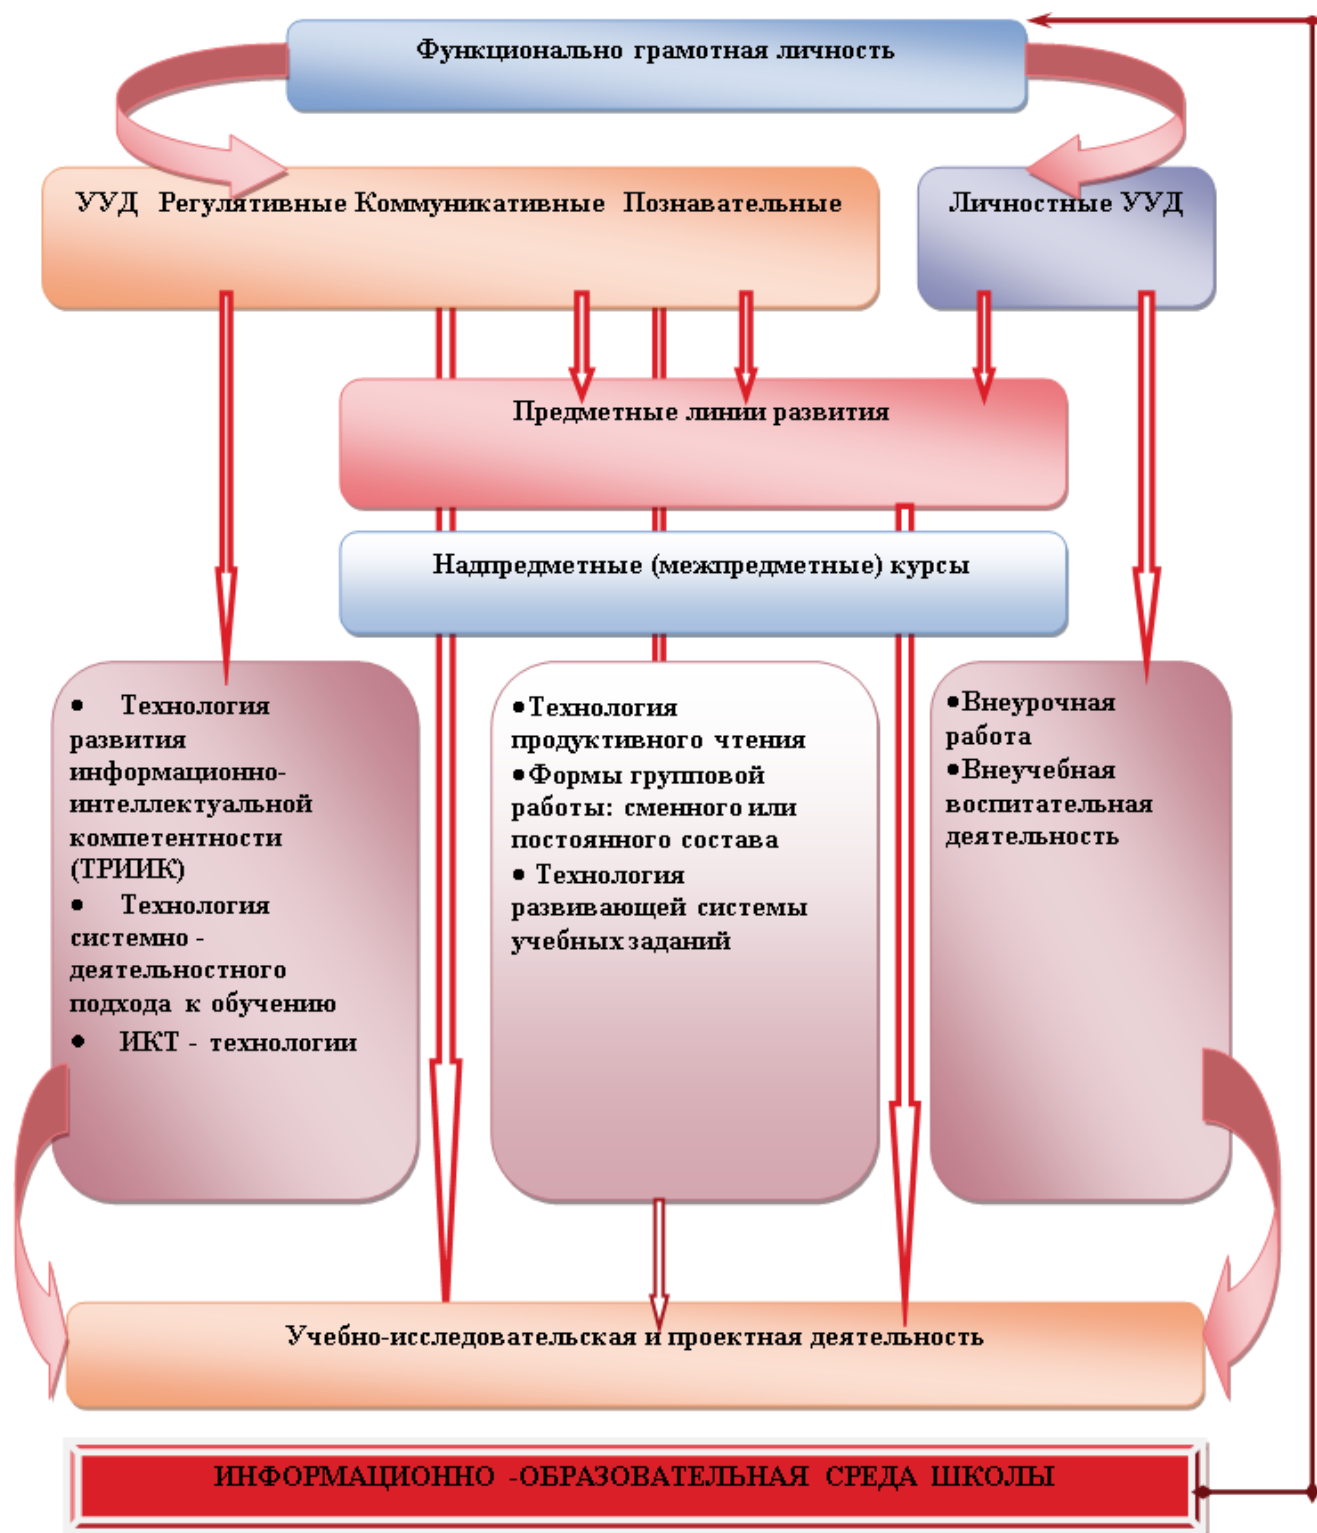 Функционально грамотная личность
УУД Регулятивные Коммуникативные Познавательные
Личностные УУД
Предметные линии развития
Надпредметные (межпредметные) курсы
• Технология
развития
информационно-
интеллектуальной
компетентности
(ТРИИК)
• Технология
системно -
деятельностного
подхода к обучению
• ИКТ - технологии
•Технология
продуктивного чтения
•Формы групповой
работы: сменного или
постоянного состава
• Технология
развивающей системы
учебных заданий
•Внеурочная
работа
•Внеучебная
воспитательная
деятельность
Учебно-исследовательская и проектная деятельность
ИНФОРМАЦИОННО -ОБРАЗОВАТЕЛЬНАЯ СРЕДА ШКОЛЫ